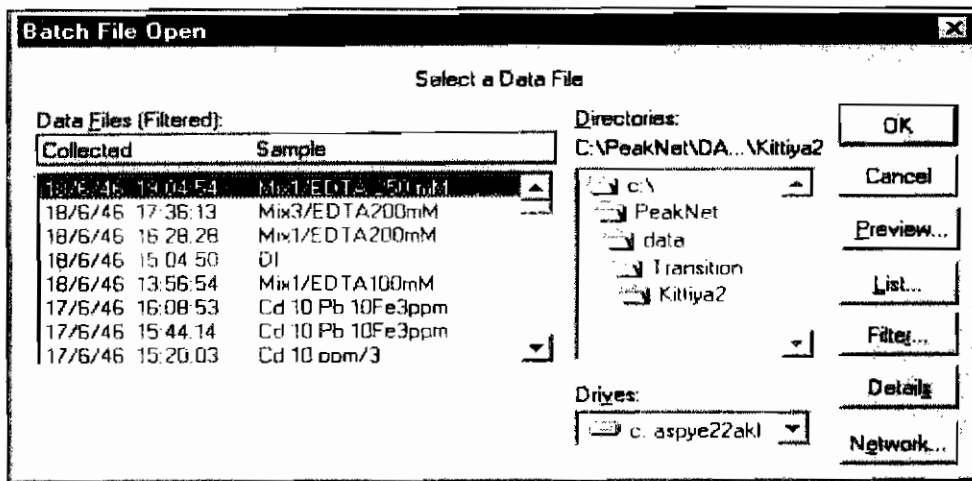 Batch File Open
Select a Data File
Data Files (Filtered):
Collected Sample
18/6/46 19:04:54 Mix1/EDTA 250mM
18/6/46 17:36:13 Mix3/EDTA200mM
18/6/46 16:28:28 Mix1/EDTA200mM
18/6/46 15:04:50 DI
18/6/46 13:56:54 Mix1/EDTA100mM
17/6/46 16:08:53 Cd 10 Pb 10Fe3ppm
17/6/46 15:44:14 Cd 10 Pb 10Fe3ppm
17/6/46 15:20:03 Cd 10 ppm/3
Directories:
C:\PeakNet\DA...\Kittiya2
c:\
PeakNet
data
Transition
Kittiya2
Drives:
c: aspye22akl
OK
Cancel
Preview...
List...
Filter...
Details
Network...